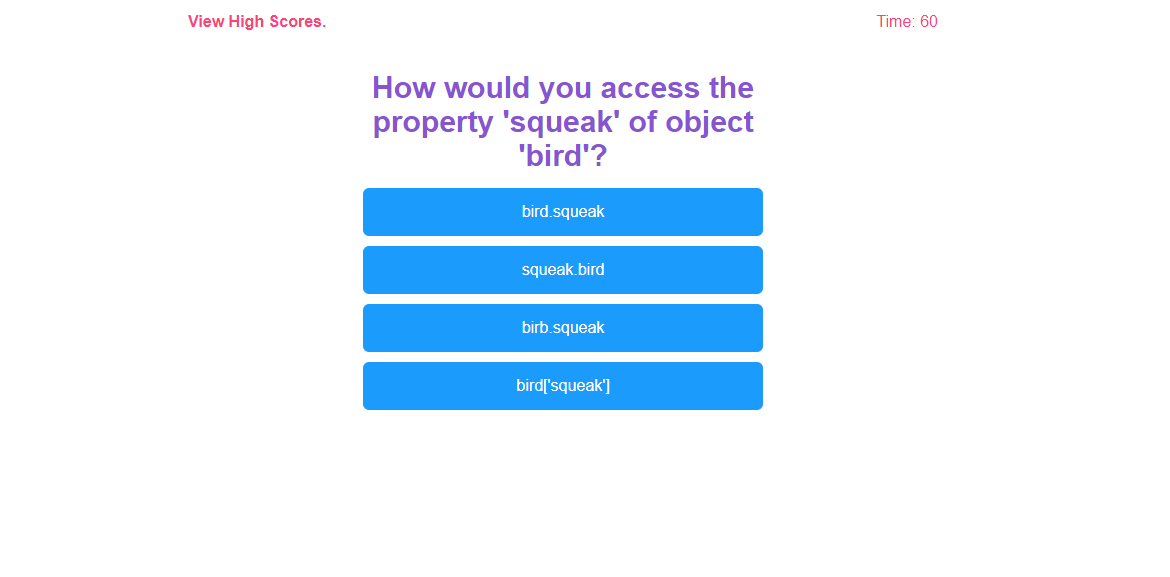 View High Scores.
Time: 60
How would you access the
property 'squeak' of object
'bird'?
bird.squeak
squeak.bird
birb.squeak
bird['squeak']